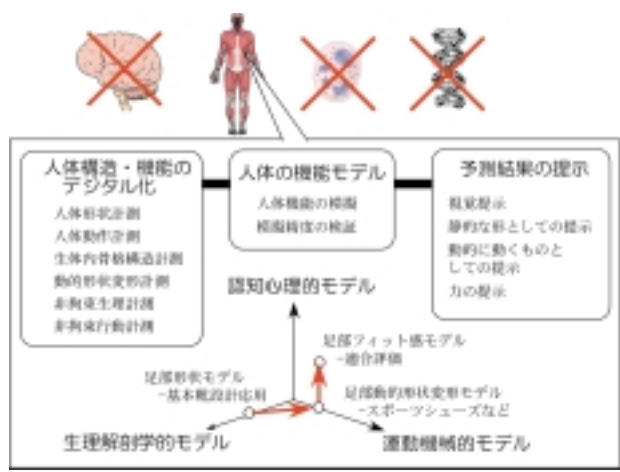 人体構造・機能の
デジタル化
人体形状計測
人体動作計測
生体内骨格構造計測
動的形状変形計測
非拘束生理計測
非拘束行動計測
人体の機能モデル
人体機能の模擬
模擬精度の検証
予測結果の提示
視覚提示
静的な形としての提示
動的に動くものと
しての提示
力の提示
認知心理的モデル
足部フィット感モデル
-適合評価
足部形状モデル
-基本靴設計応用
足部動的形状変形モデル
-スポーツシューズなど
生理解剖学的モデル
運動機械的モデル